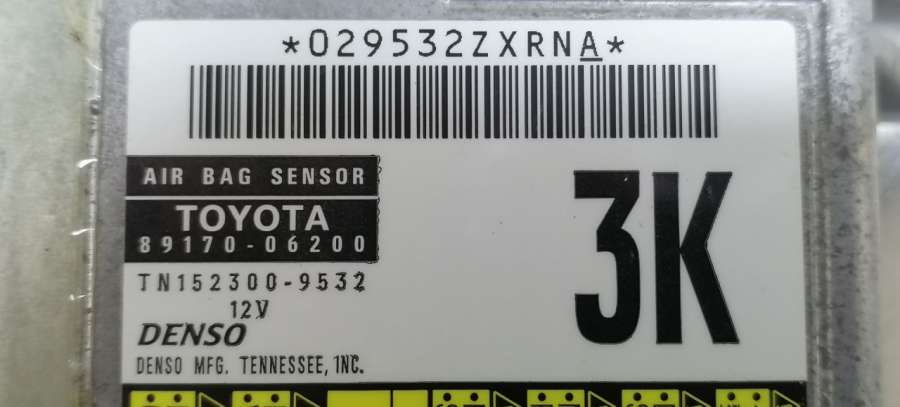 *029532ZXRNA*
AIR BAG SENSOR
TOYOTA
89170-06200
3K
TN152300-9532
12V
DENSO
DENSO MFG. TENNESSEE, INC.